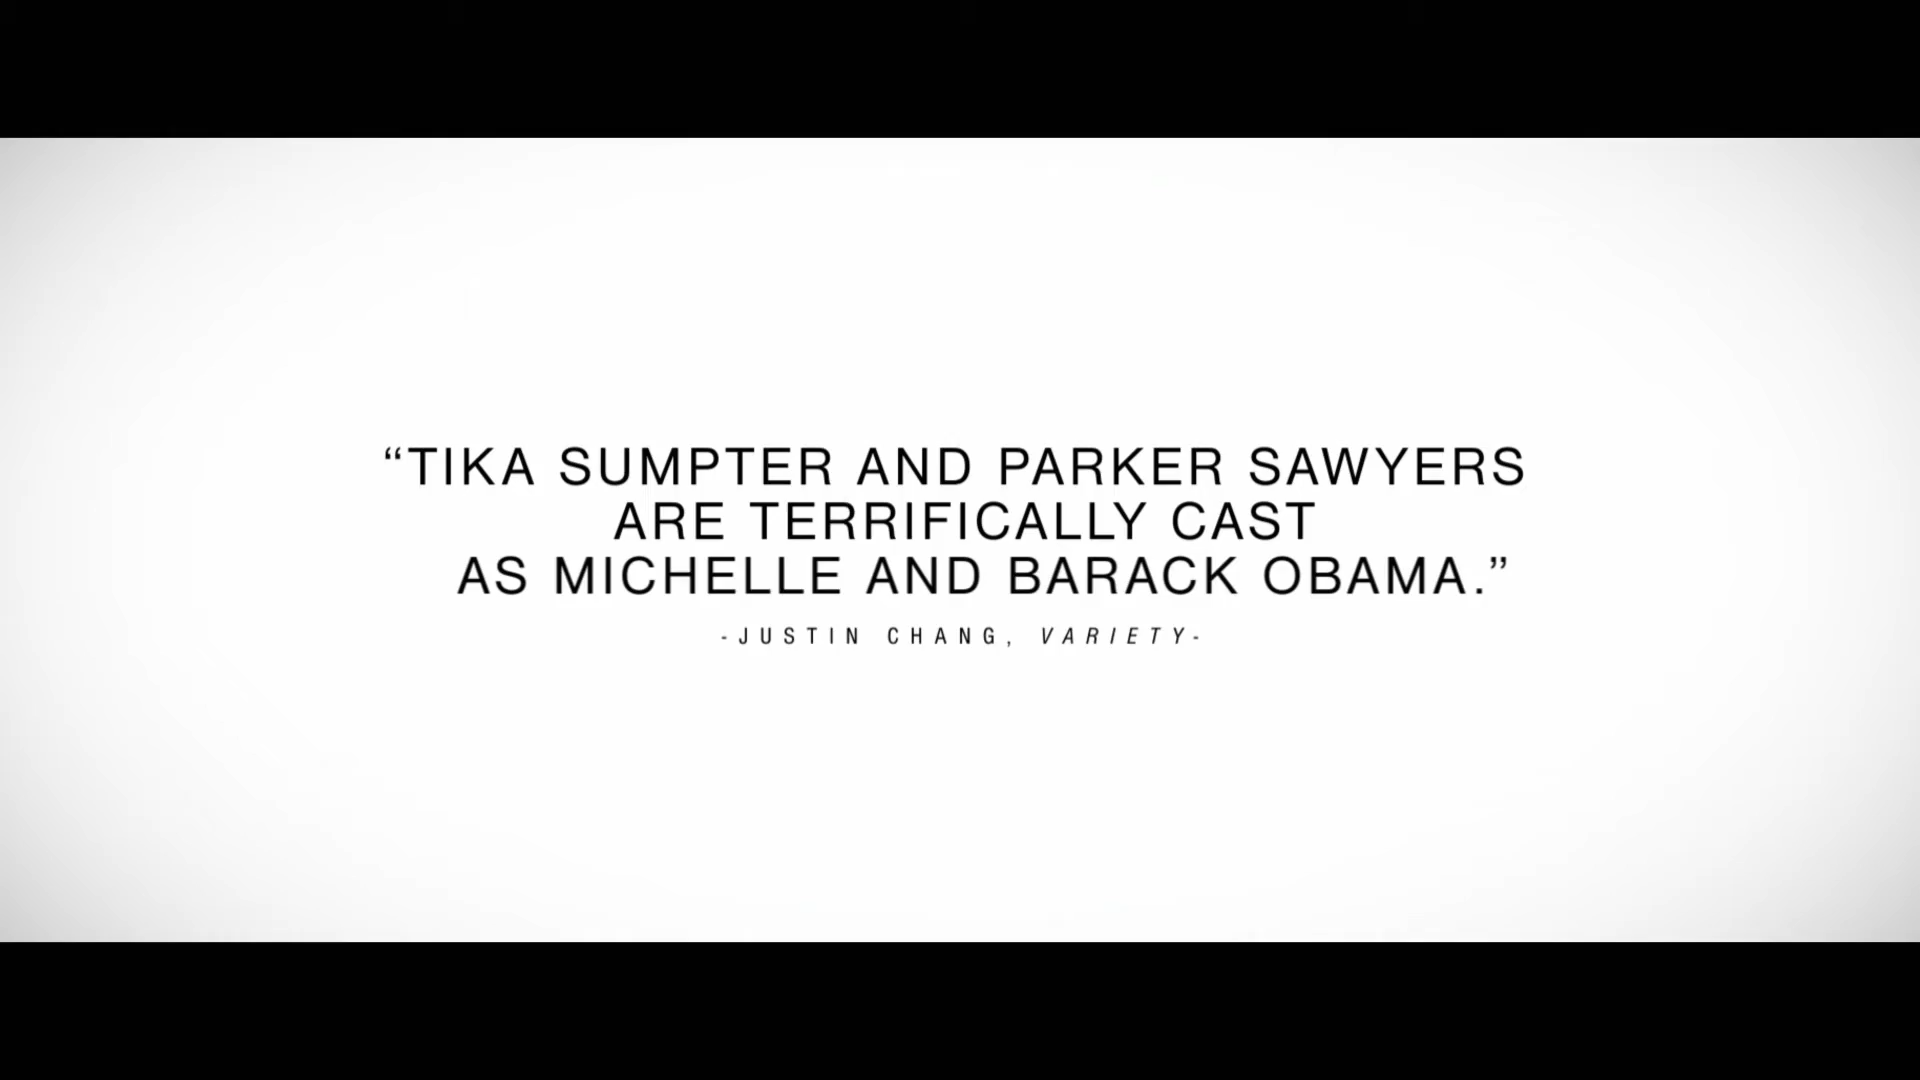 “TIKA SUMPTER AND PARKER SAWYERS
ARE TERRIFICALLY CAST
AS MICHELLE AND BARACK OBAMA.”
-JUSTIN CHANG, VARIETY-